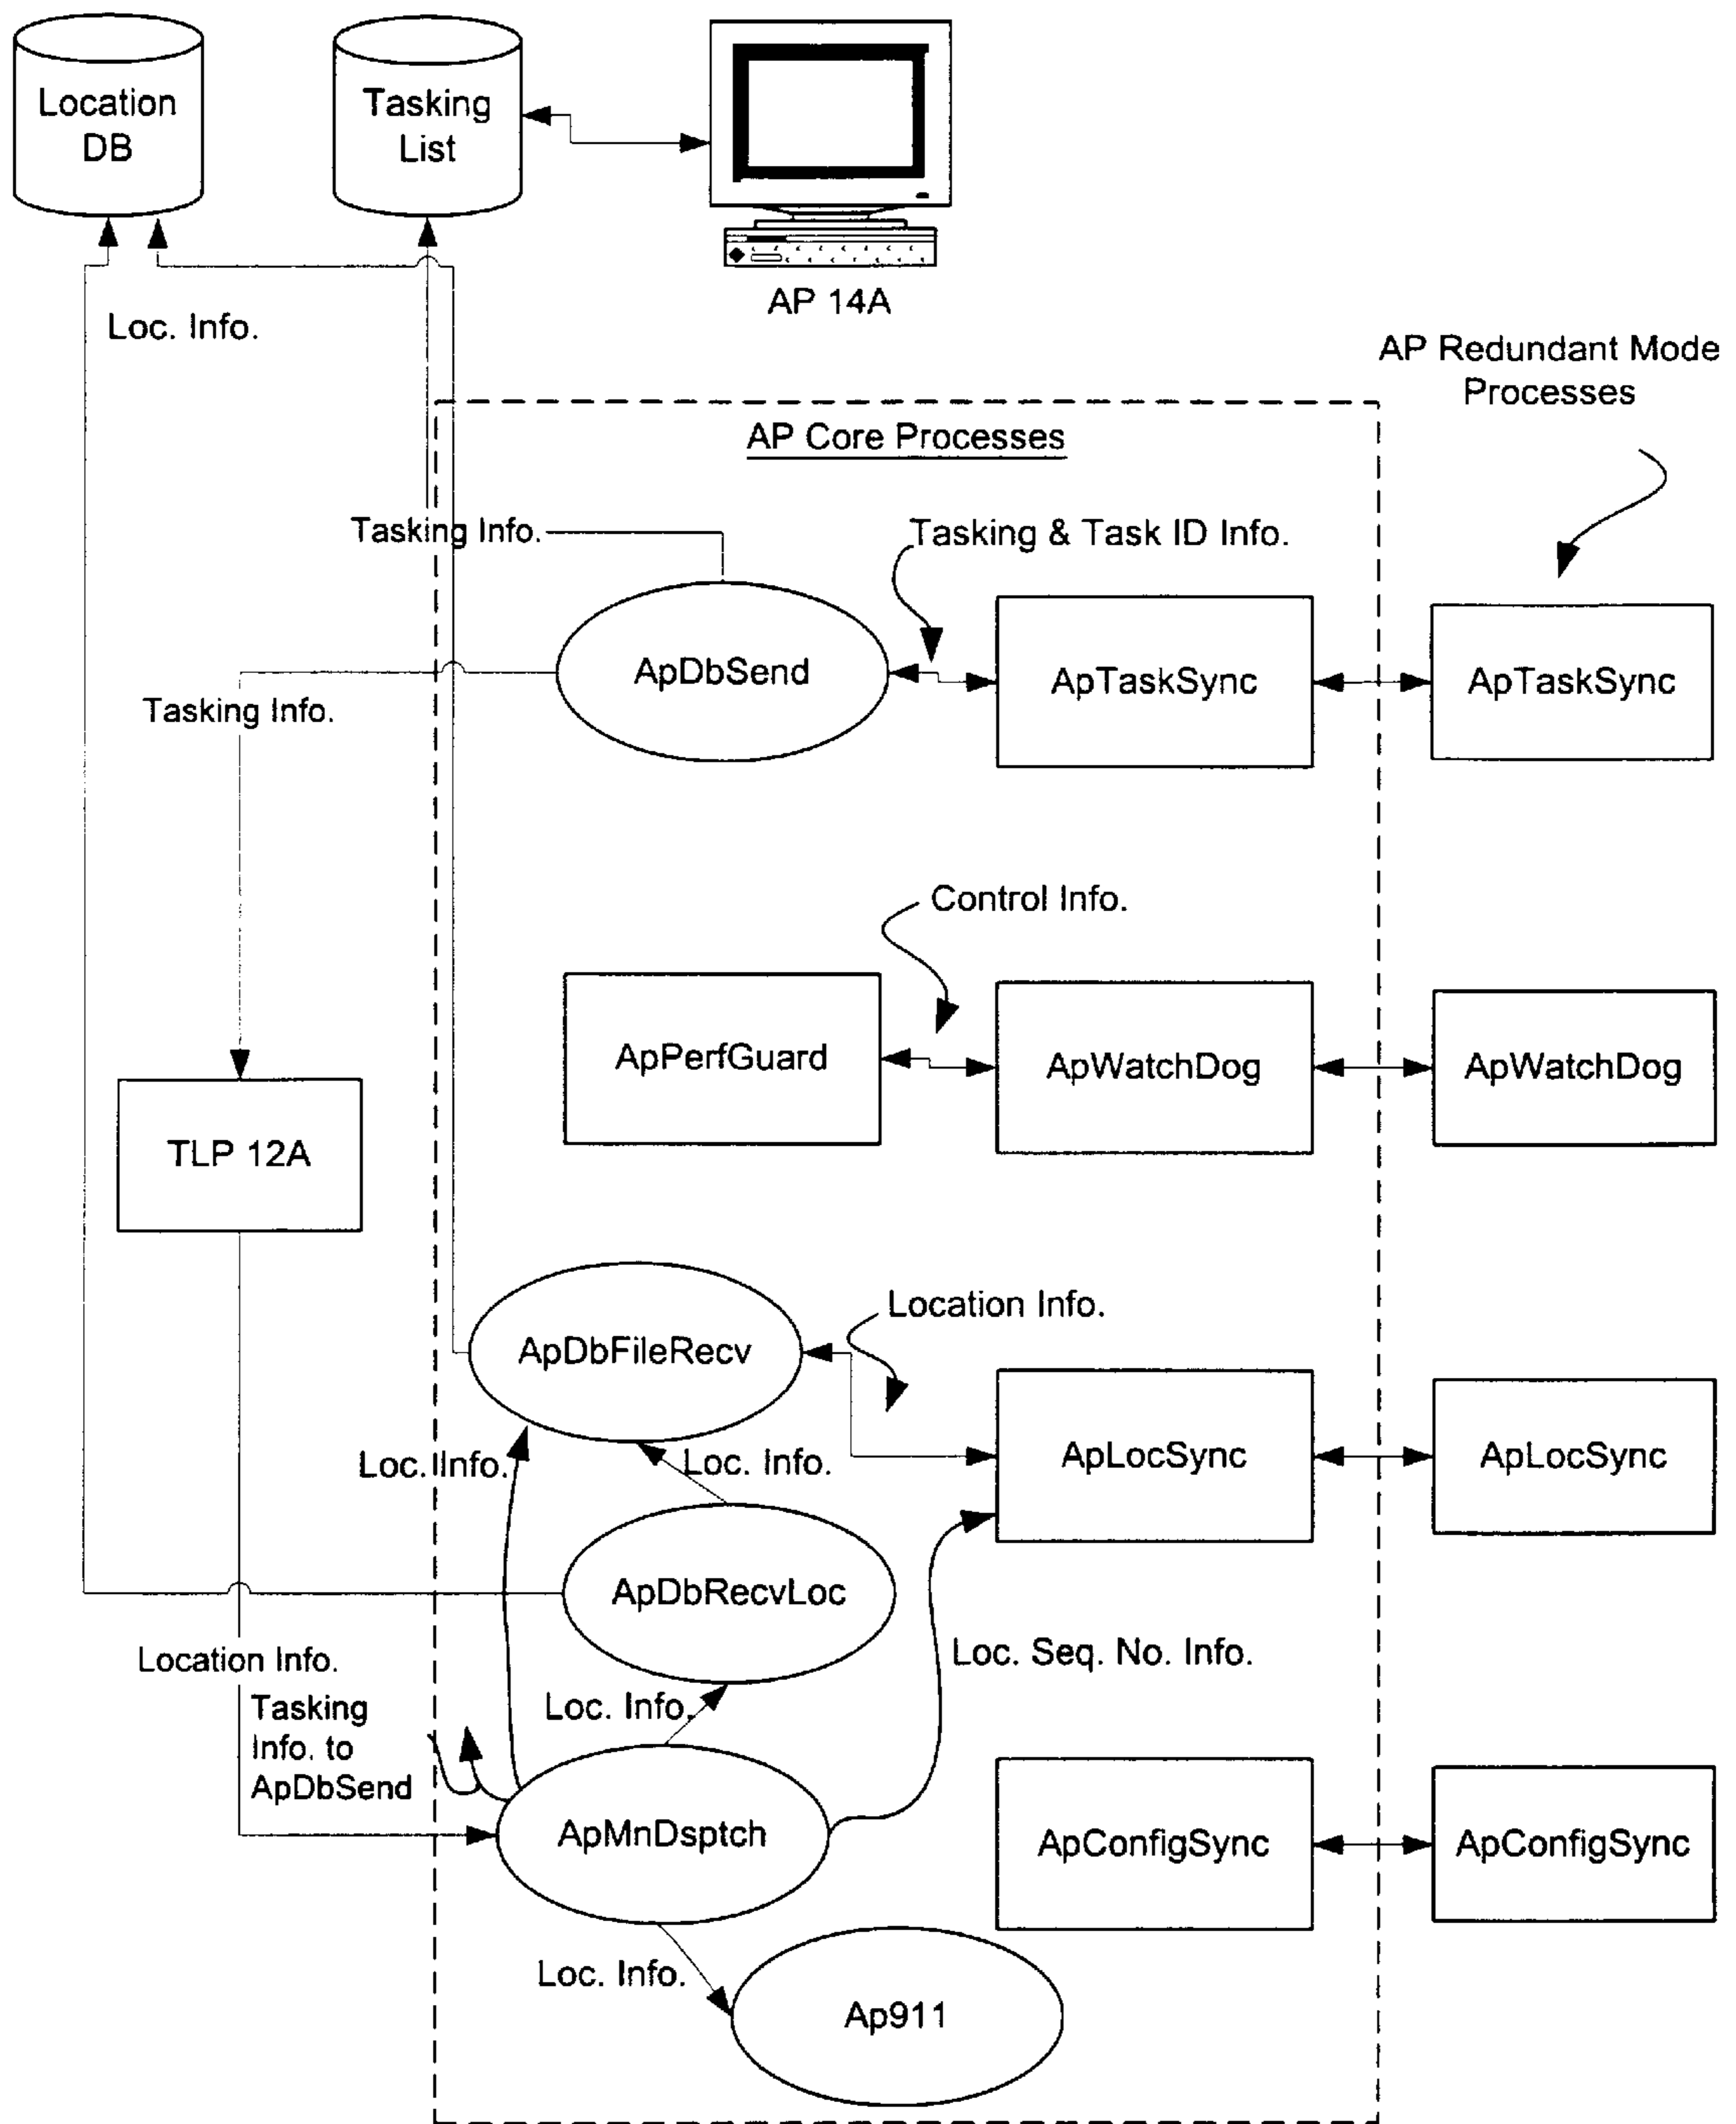 Location
DB
Tasking
List
AP 14A
Loc. Info.
AP Redundant Mode
Processes
AP Core Processes
Tasking Info.
Tasking & Task ID Info.
ApDbSend
ApTaskSync
ApTaskSync
Tasking Info.
Control Info.
ApPerfGuard
ApWatchDog
ApWatchDog
TLP 12A
Location Info.
ApDbFileRecv
Loc. Info.
Loc. Info.
ApLocSync
ApLocSync
ApDbRecvLoc
Location Info.
Loc. Seq. No. Info.
Tasking
Info. to
ApDbSend
Loc. Info.
ApMnDsptch
ApConfigSync
ApConfigSync
Loc. Info.
Ap911